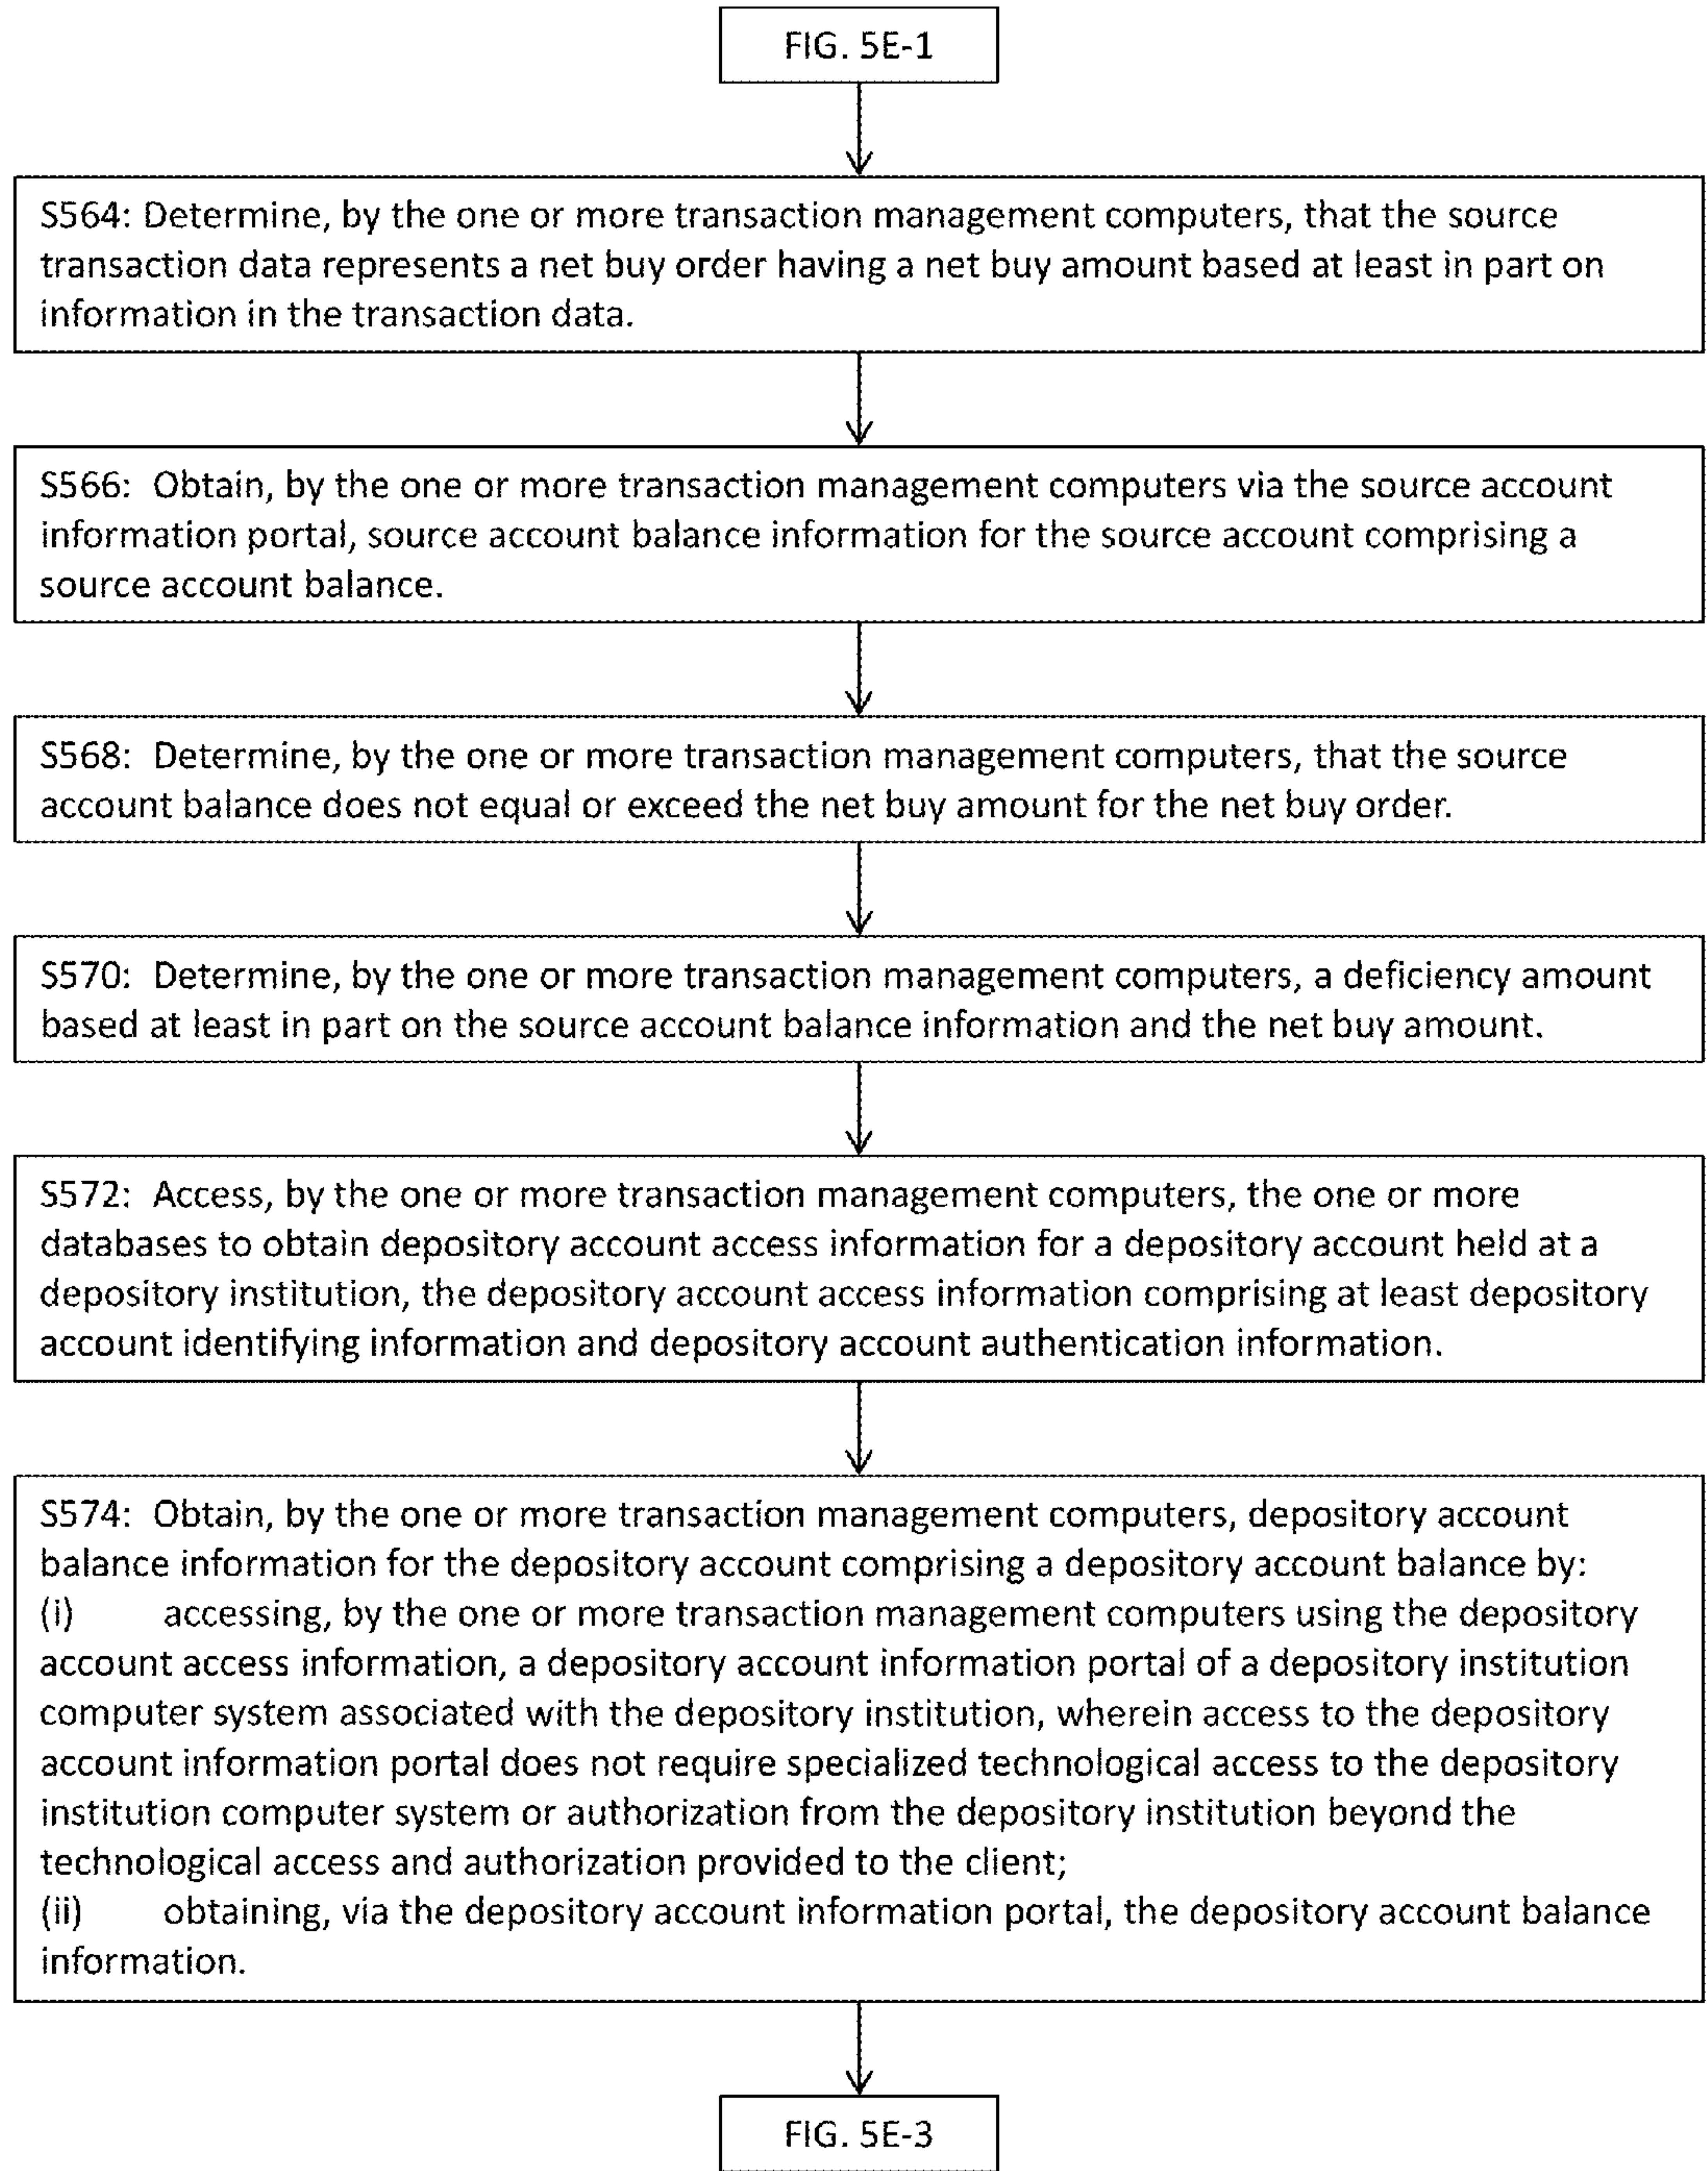 FIG. 5E-1
S564: Determine, by the one or more transaction management computers, that the source
transaction data represents a net buy order having a net buy amount based at least in part on
information in the transaction data.
S566: Obtain, by the one or more transaction management computers via the source account
information portal, source account balance information for the source account comprising a
source account balance.
S568: Determine, by the one or more transaction management computers, that the source
account balance does not equal or exceed the net buy amount for the net buy order.
S570: Determine, by the one or more transaction management computers, a deficiency amount
based at least in part on the source account balance information and the net buy amount.
S572: Access, by the one or more transaction management computers, the one or more
databases to obtain depository account access information for a depository account held at a
depository institution, the depository account access information comprising at least depository
account identifying information and depository account authentication information.
S574: Obtain, by the one or more transaction management computers, depository account
balance information for the depository account comprising a depository account balance by:
(i) accessing, by the one or more transaction management computers using the depository
account access information, a depository account information portal of a depository institution
computer system associated with the depository institution, wherein access to the depository
account information portal does not require specialized technological access to the depository
institution computer system or authorization from the depository institution beyond the
technological access and authorization provided to the client;
(ii) obtaining, via the depository account information portal, the depository account balance
information.
FIG. 5E-3